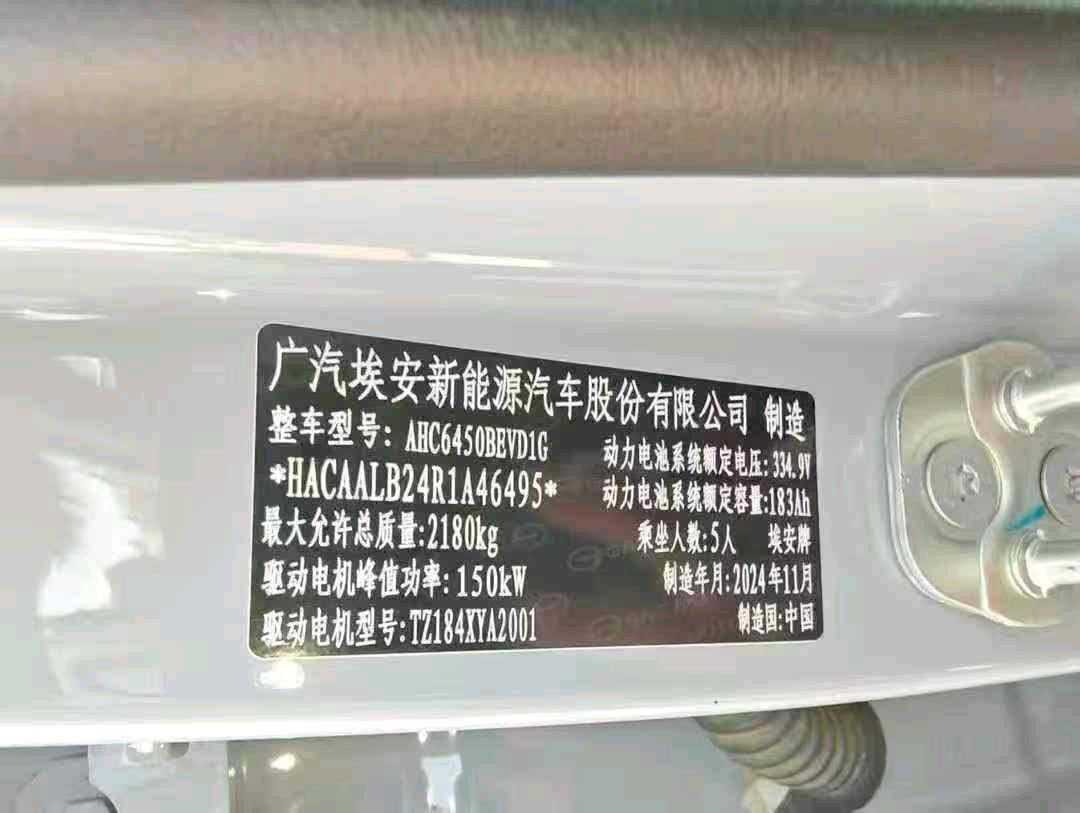 广汽埃安新能源汽车股份有限公司 制造
整车型号: AHC6450BEVD1G 动力电池系统额定电压: 334.9V
*HACAALB24R1A46495* 动力电池系统额定容量:183Ah
最大允许总质量:2180kg 乘坐人数:5人 埃安牌
驱动电机峰值功率:150kW 制造年月:2024年11月
驱动电机型号:TZ184XYA2001 制造国:中国